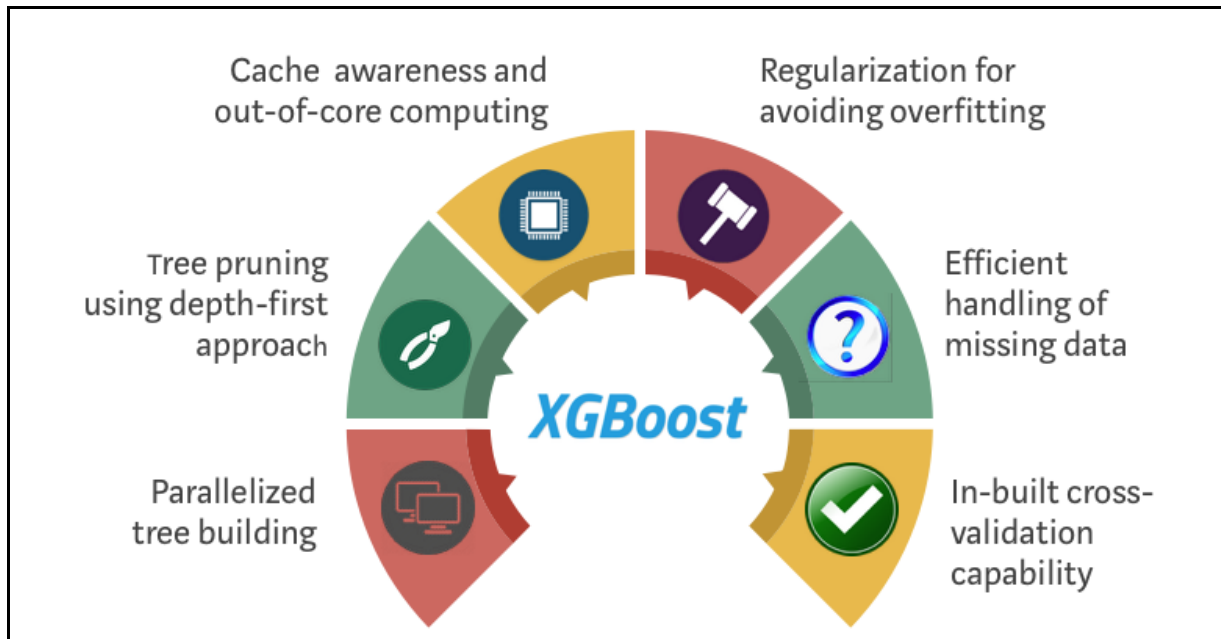 Cache awareness and
out-of-core computing
Regularization for
avoiding overfitting
Tree pruning
using depth-first
approach
Efficient
handling of
missing data
XGBoost
Parallelized
tree building
In-built cross-
validation
capability
?